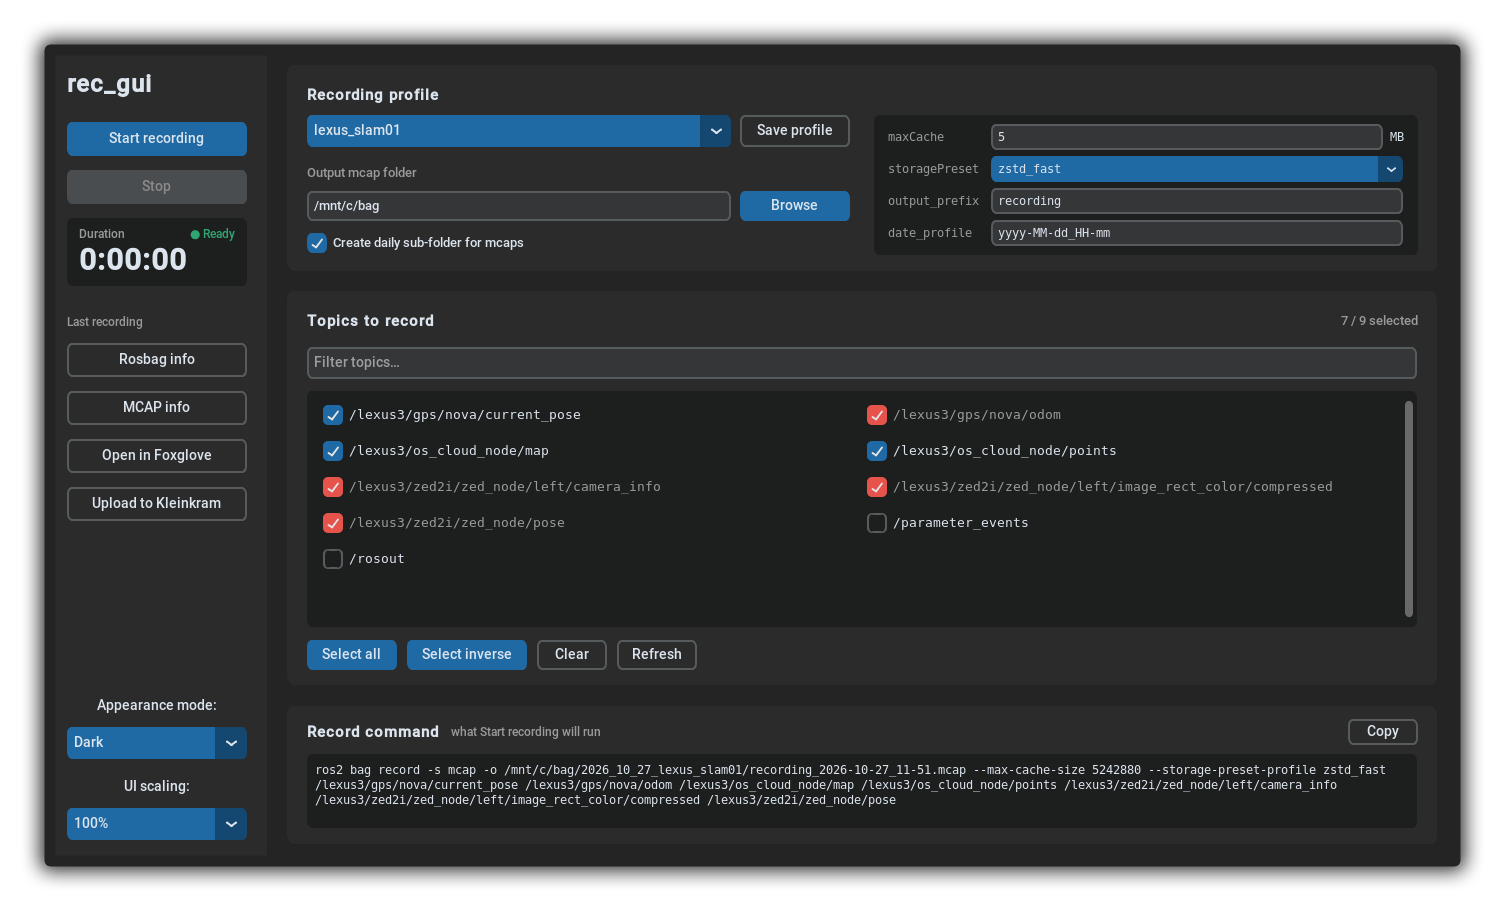 rec_gui
Start recording
Stop
Duration
Ready
0:00:00
Last recording
Rosbag info
MCAP info
Open in Foxglove
Upload to Kleinkram
Appearance mode:
Dark
UI scaling:
100%
Recording profile
lexus_slam01
Save profile
Output mcap folder
/mnt/c/bag
Browse
Create daily sub-folder for mcaps
maxCache
5
MB
storagePreset
zstd_fast
output_prefix
recording
date_profile
yyyy-MM-dd_HH-mm
Topics to record
7 / 9 selected
Filter topics...
/lexus3/gps/nova/current_pose
/lexus3/gps/nova/odom
/lexus3/os_cloud_node/map
/lexus3/os_cloud_node/points
/lexus3/zed2i/zed_node/left/camera_info
/lexus3/zed2i/zed_node/left/image_rect_color/compressed
/lexus3/zed2i/zed_node/pose
/parameter_events
/rosout
Select all
Select inverse
Clear
Refresh
Record command
what Start recording will run
Copy
ros2 bag record -s mcap -o /mnt/c/bag/2026_10_27_lexus_slam01/recording_2026-10-27_11-51.mcap --max-cache-size 5242880 --storage-preset-profile zstd_fast
/lexus3/gps/nova/current_pose /lexus3/gps/nova/odom /lexus3/os_cloud_node/map /lexus3/os_cloud_node/points /lexus3/zed2i/zed_node/left/camera_info
/lexus3/zed2i/zed_node/left/image_rect_color/compressed /lexus3/zed2i/zed_node/pose